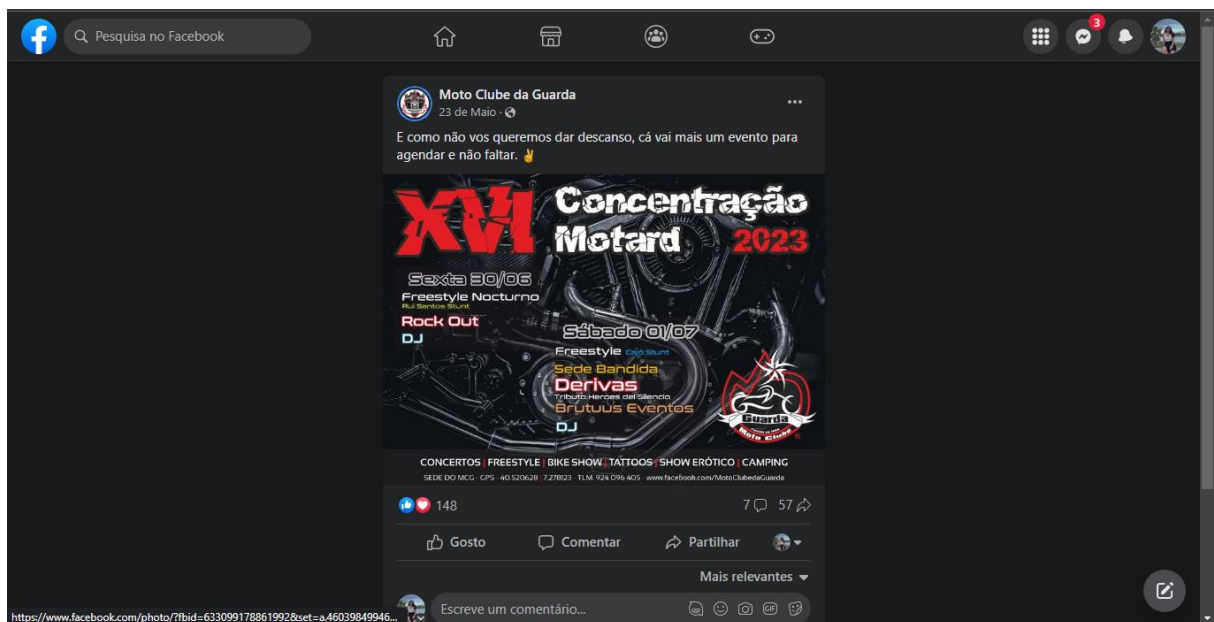 Pesquisa no Facebook
3
Moto Clube da Guarda
23 de Maio ·
E como não vos queremos dar descanso, cá vai mais um evento para
agendar e não faltar. ✌
XVI Concentração
Motard 2023
Sexta 30/06
Freestyle Nocturno
Rui Santos Stunt
Rock Out
DJ
Sábado 01/07
Freestyle Caló Stunt
Sede Bandida
Derivas
Tributo Heroes del Silencio
Brutuus Eventos
DJ
Guarda
Moto Clube
CONCERTOS | FREESTYLE | BIKE SHOW | TATTOOS | SHOW ERÓTICO | CAMPING
SEDE DO MCG · GPS · 40.520628 | 7.278123 · TLM. 924 096 405 · www.facebook.com/MotoClubedaGuarda
148
7 57
Gosto Comentar Partilhar
Mais relevantes
Escreve um comentário...
GIF
https://www.facebook.com/photo/?fbid=633099178861992&set=a.46039849946...